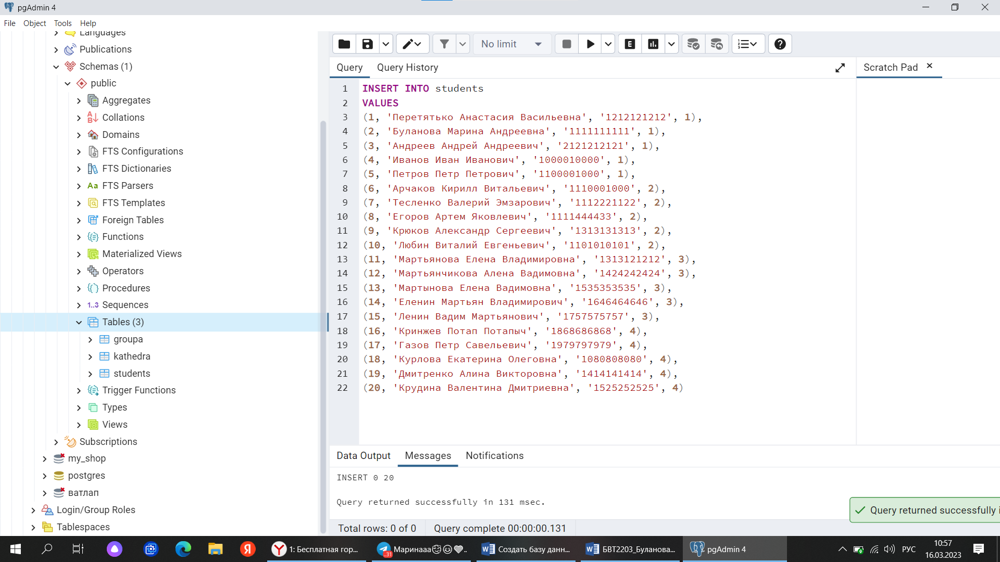 pgAdmin 4
File Object Tools Help
Languages
Publications
Schemas (1)
public
Aggregates
Collations
Domains
FTS Configurations
FTS Dictionaries
Aa FTS Parsers
FTS Templates
Foreign Tables
Functions
Materialized Views
Operators
Procedures
1..3 Sequences
Tables (3)
groupa
kathedra
students
Trigger Functions
Types
Views
Subscriptions
my_shop
postgres
ватлап
Login/Group Roles
Tablespaces
No limit
E
Query Query History
Scratch Pad
1 INSERT INTO students
2 VALUES
3 (1, 'Перетятько Анастасия Васильевна', '1212121212', 1),
4 (2, 'Буланова Марина Андреевна', '1111111111', 1),
5 (3, 'Андреев Андрей Андреевич', '2121212121', 1),
6 (4, 'Иванов Иван Иванович', '1000010000', 1),
7 (5, 'Петров Петр Петрович', '1100001000', 1),
8 (6, 'Арчаков Кирилл Витальевич', '1110001000', 2),
9 (7, 'Тесленко Валерий Эмзарович', '1112221122', 2),
10 (8, 'Егоров Артем Яковлевич', '1111444433', 2),
11 (9, 'Крюков Александр Сергеевич', '1313131313', 2),
12 (10, 'Любин Виталий Евгеньевич', '1101010101', 2),
13 (11, 'Мартьянова Елена Владимировна', '1313121212', 3),
14 (12, 'Мартьянчикова Алена Вадимовна', '1424242424', 3),
15 (13, 'Мартынова Елена Вадимовна', '1535353535', 3),
16 (14, 'Еленин Мартьян Владимирович', '1646464646', 3),
17 (15, 'Ленин Вадим Мартьянович', '1757575757', 3),
18 (16, 'Кринжев Потап Потапыч', '1868686868', 4),
19 (17, 'Газов Петр Савельевич', '1979797979', 4),
20 (18, 'Курлова Екатерина Олеговна', '1080808080', 4),
21 (19, 'Дмитренко Алина Викторовна', '1414141414', 4),
22 (20, 'Крудина Валентина Дмитриевна', '1525252525', 4)
Data Output Messages Notifications
INSERT 0 20
Query returned successfully in 131 msec.
Query returned successfully i
Total rows: 0 of 0 Query complete 00:00:00.131
Я
1: Бесплатная гор...
31 Маринааа
Создать базу данн...
БВТ2203_Буланова...
pgAdmin 4
РУС
10:57
16.03.2023